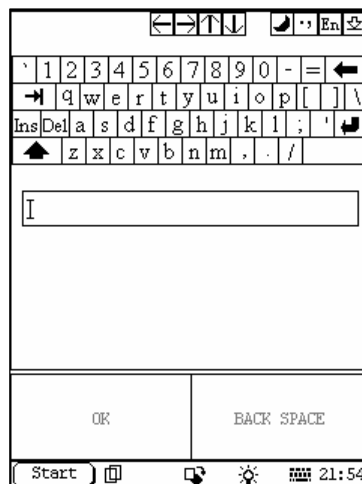 ←→↑↓ ., En
` 1 2 3 4 5 6 7 8 9 0 - =
q w e r t y u i o p [ ] \
Ins Del a s d f g h j k l ; '
z x c v b n m , . /
OK BACK SPACE
Start 21:54